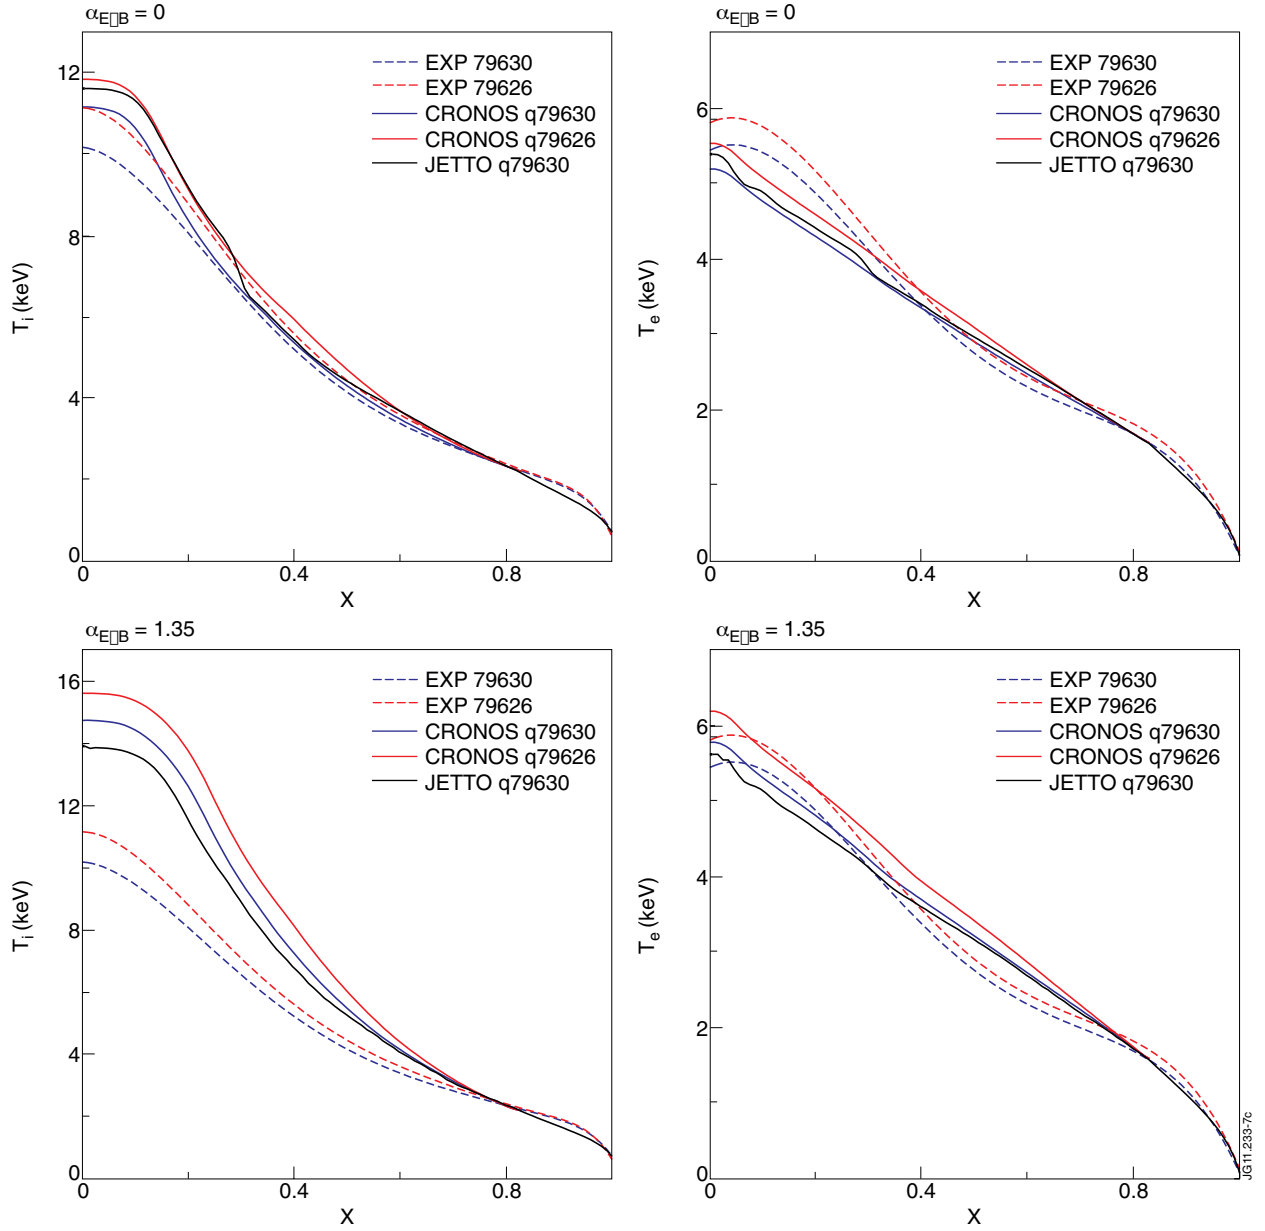 α_E▯B = 0
12
8
4
0
T_i (keV)
EXP 79630
EXP 79626
CRONOS q79630
CRONOS q79626
JETTO q79630
0 0.4 0.8
X
α_E▯B = 0
6
4
2
0
T_e (keV)
EXP 79630
EXP 79626
CRONOS q79630
CRONOS q79626
JETTO q79630
0 0.4 0.8
X
α_E▯B = 1.35
16
12
8
4
0
T_i (keV)
EXP 79630
EXP 79626
CRONOS q79630
CRONOS q79626
JETTO q79630
0 0.4 0.8
X
α_E▯B = 1.35
6
4
2
0
T_e (keV)
EXP 79630
EXP 79626
CRONOS q79630
CRONOS q79626
JETTO q79630
0 0.4 0.8
X
JG11.233-7c